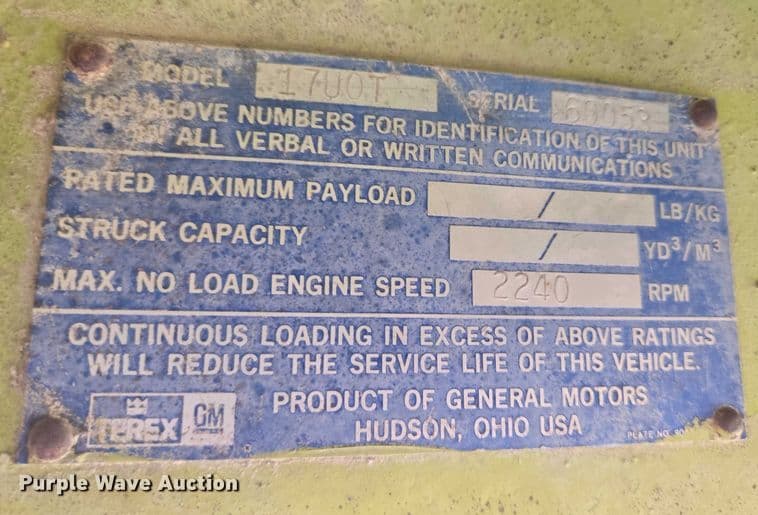 MODEL 17UOT SERIAL
USE ABOVE NUMBERS FOR IDENTIFICATION OF THIS UNIT
IN ALL VERBAL OR WRITTEN COMMUNICATIONS
RATED MAXIMUM PAYLOAD / LB/KG
STRUCK CAPACITY / YD³/M³
MAX. NO LOAD ENGINE SPEED 2240 RPM
CONTINUOUS LOADING IN EXCESS OF ABOVE RATINGS
WILL REDUCE THE SERVICE LIFE OF THIS VEHICLE.
TEREX GM PRODUCT OF GENERAL MOTORS
HUDSON, OHIO USA
PLATE NO.
Purple Wave Auction